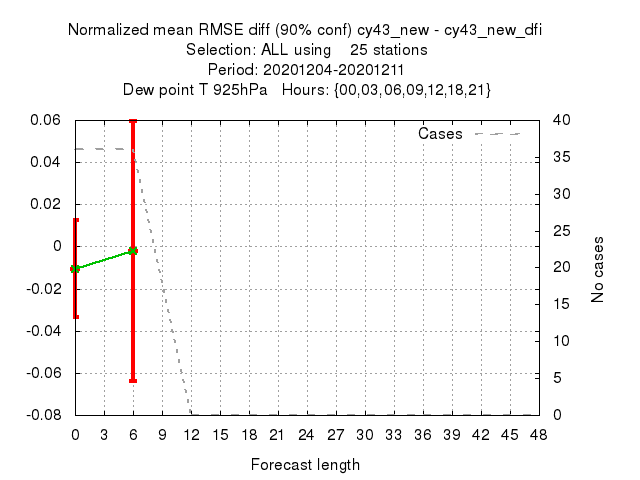 Normalized mean RMSE diff (90% conf) cy43_new - cy43_new_dfi
Selection: ALL using    25 stations
Period: 20201204-20201211
Dew point T 925hPa   Hours: {00,03,06,09,12,18,21}
Cases
0.06
0.04
0.02
0
-0.02
-0.04
-0.06
-0.08
40
35
30
25
20
15
10
5
0
No cases
0 3 6 9 12 15 18 21 24 27 30 33 36 39 42 45 48
Forecast length